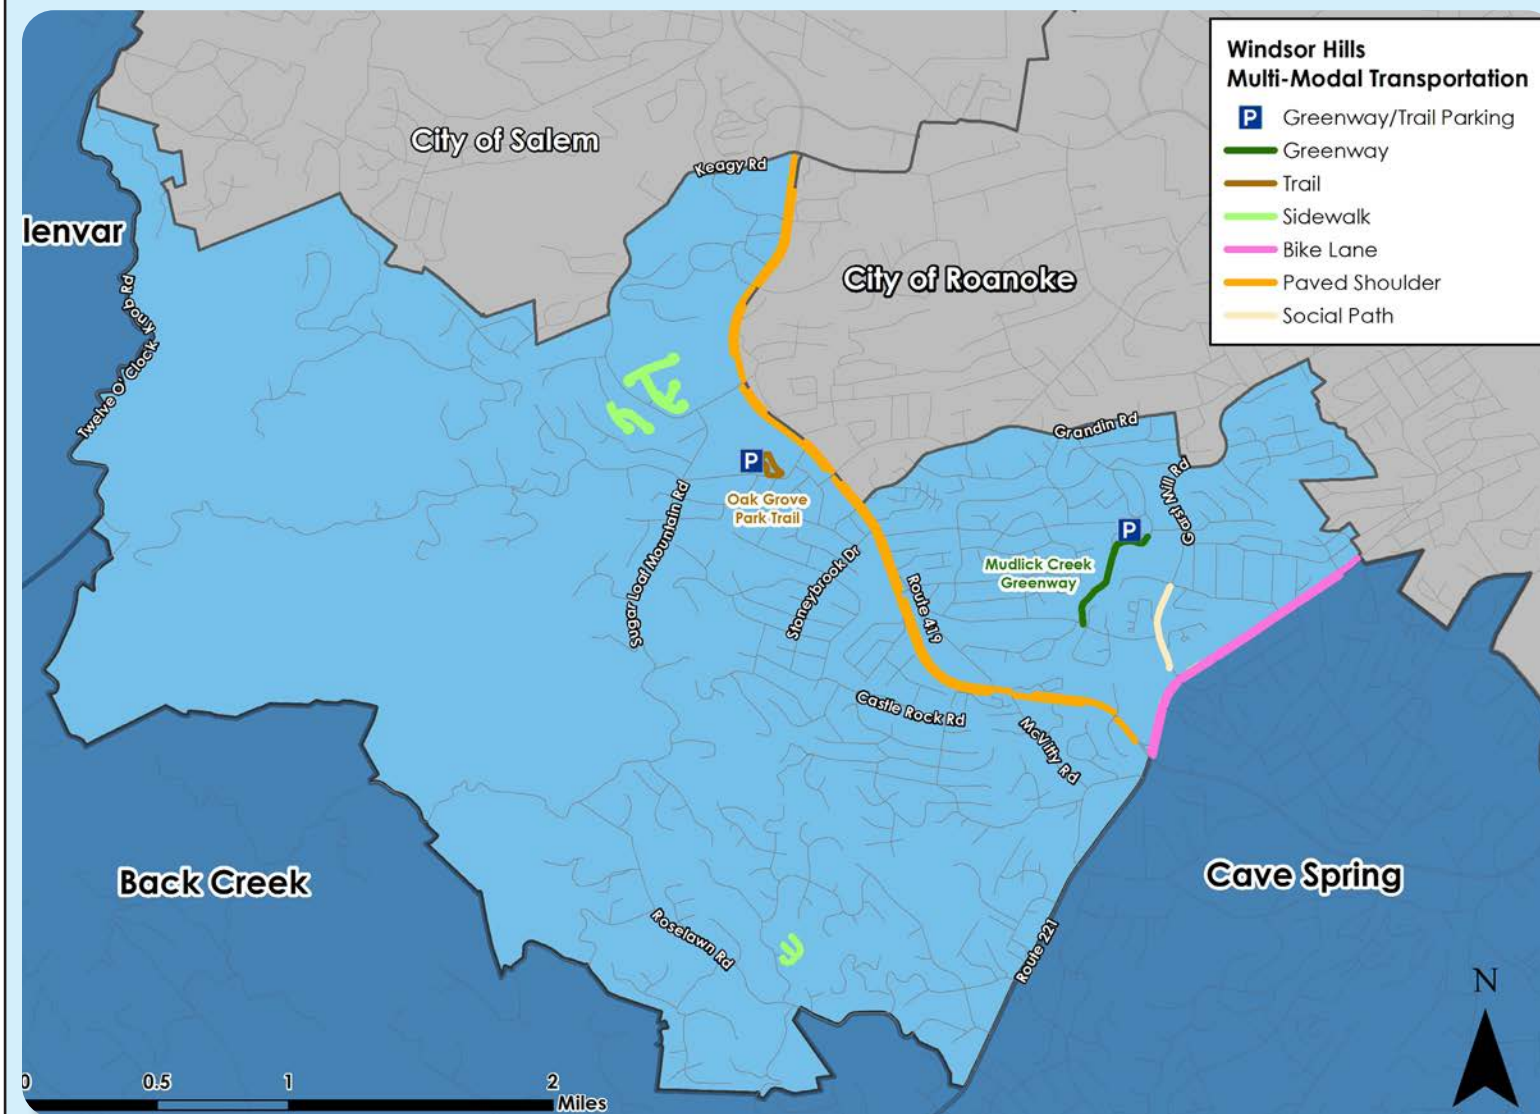 Windsor Hills
Multi-Modal Transportation
P Greenway/Trail Parking
Greenway
Trail
Sidewalk
Bike Lane
Paved Shoulder
Social Path
City of Salem
Keagy Rd
lenvar
City of Roanoke
Twelve O'Clock Knob Rd
Grandin Rd
Garst Mill Rd
P
Oak Grove
Park Trail
Sugar Loaf Mountain Rd
P
Mudlick Creek
Greenway
Stoneybrook Dr
Route 419
Castle Rock Rd
McVitty Rd
Back Creek
Cave Spring
Roselawn Rd
Route 221
N
0 0.5 1 2
Miles